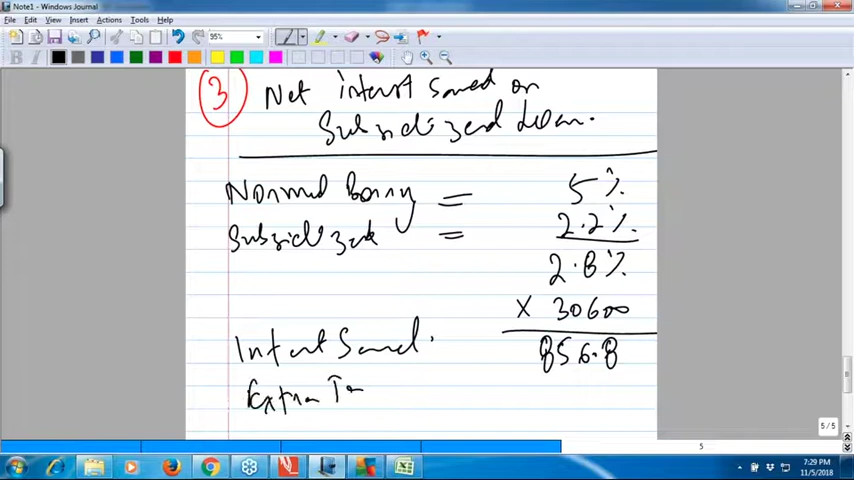 Note1 - Windows Journal
File Edit View Insert Actions Tools Help
95%
B I
3 Net interest Saved on
Subsidized Loan.
Normal Borry = 5%
Subsidized = 2.2%
2.8%
X 30600
Interest Saved. 856.8
Extra Ta
5/5
5
7:29 PM
11/5/2018